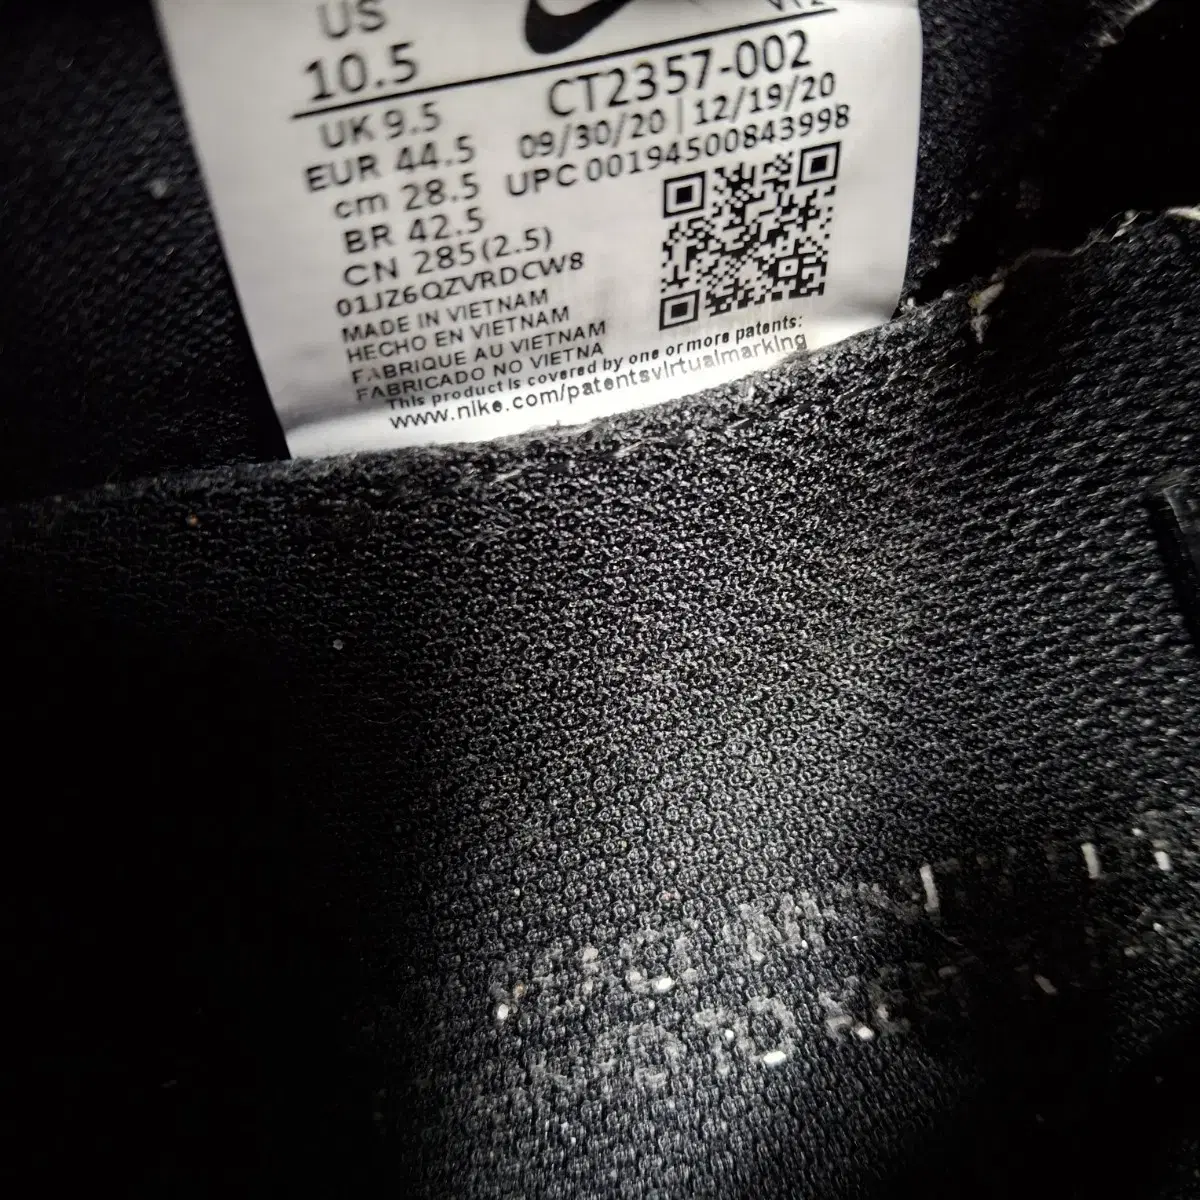 US
10.5
UK 9.5
EUR 44.5
cm 28.5
BR 42.5
CN 285(2.5)
01JZ6QZVRDCW8
CT2357-002
09/30/20 | 12/19/20
UPC 00194500843998
MADE IN VIETNAM
HECHO EN VIETNAM
FABRIQUE AU VIETNAM
FABRICADO NO VIETNA
This product is covered by one or more patents:
www.nike.com/patentsvirtualmarking